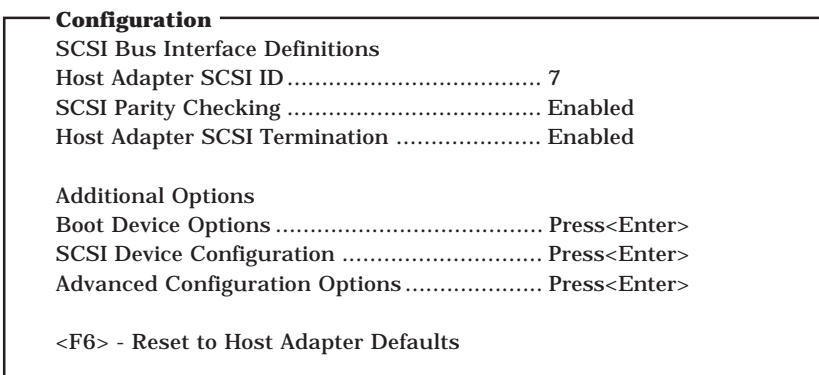 Configuration
SCSI Bus Interface Definitions
Host Adapter SCSI ID..................................... 7
SCSI Parity Checking ..................................... Enabled
Host Adapter SCSI Termination ..................... Enabled
Additional Options
Boot Device Options ....................................... Press<Enter>
SCSI Device Configuration ............................. Press<Enter>
Advanced Configuration Options.................... Press<Enter>
<F6> - Reset to Host Adapter Defaults